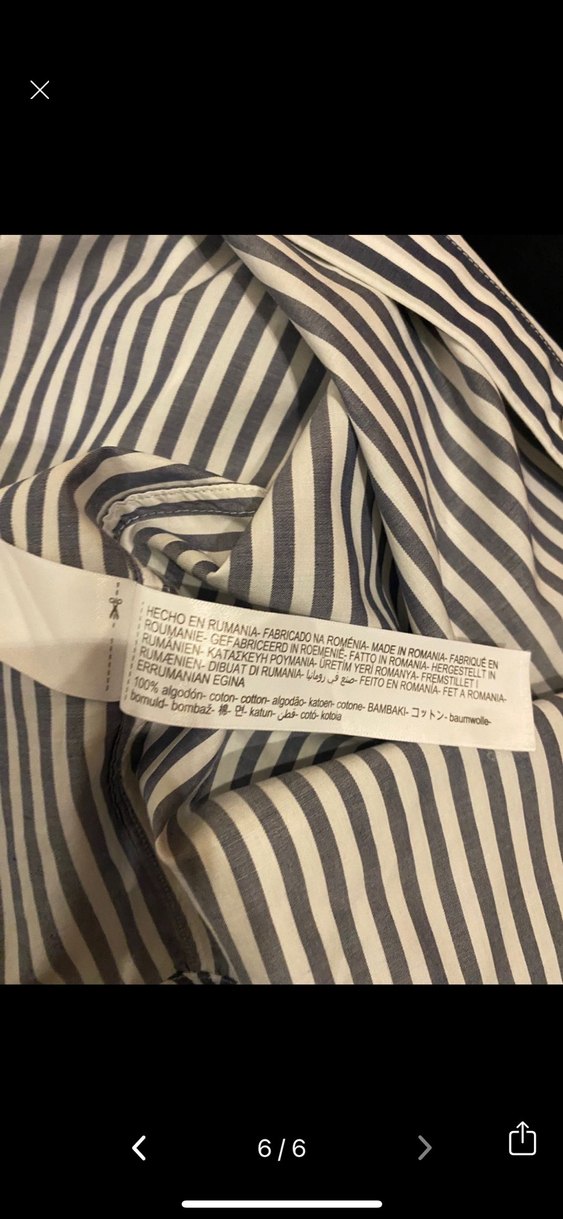 HECHO EN RUMANIA- FABRICADO NA ROMÉNIA- MADE IN ROMANIA- FABRIQUÉ EN
ROUMANIE- GEFABRICEERD IN ROEMENIË- FATTO IN ROMANIA- HERGESTELLT IN
RUMÄNIEN- ΚΑΤΑΣΚΕΥΗ ΡΟΥΜΑΝΙΑ- ÜRETİM YERİ ROMANYA- FREMSTILLET I
RUMÆNIEN- DIBUAT DI RUMANIA- صنع في رومانيا- FEITO EN ROMANÍA- FET A ROMANIA-
ERRUMANIAN EGINA
100% algodón- coton- cotton- algodão- katoen- cotone- ΒΑΜΒΑΚΙ- コットン- baumwolle-
bomuld- bombaž- 棉- 면- katun- قطن- cotó- kotoia
6/6